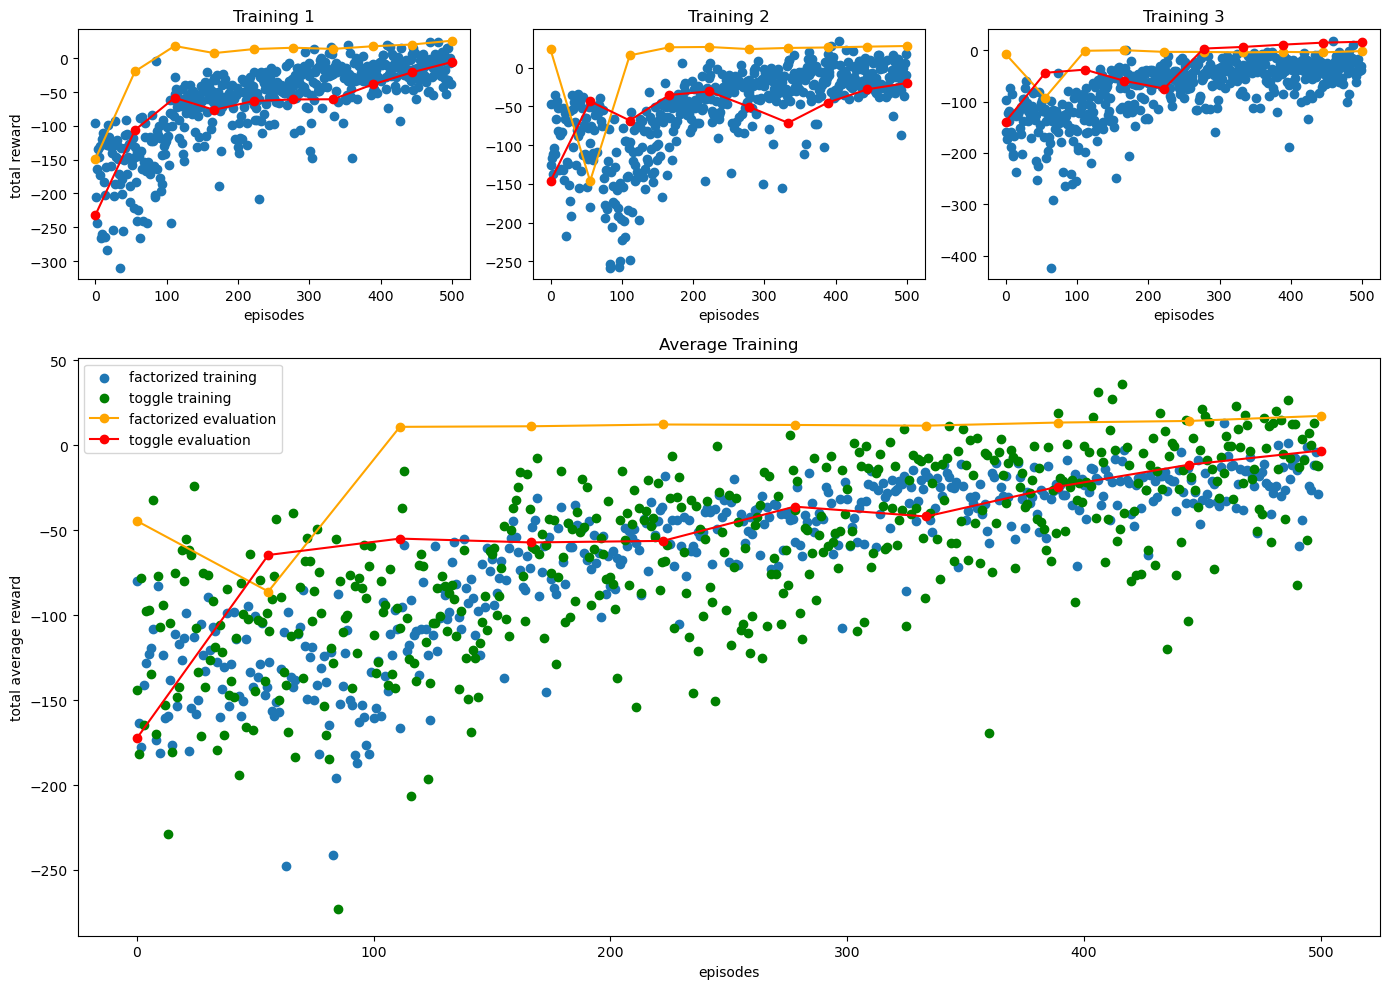 Training 1
Training 2
Training 3
total reward
0
−50
−100
−150
−200
−250
−300
0 100 200 300 400 500
episodes
0
−50
−100
−150
−200
−250
0 100 200 300 400 500
episodes
0
−100
−200
−300
−400
0 100 200 300 400 500
episodes
Average Training
factorized training
toggle training
factorized evaluation
toggle evaluation
total average reward
50
0
−50
−100
−150
−200
−250
0 100 200 300 400 500
episodes